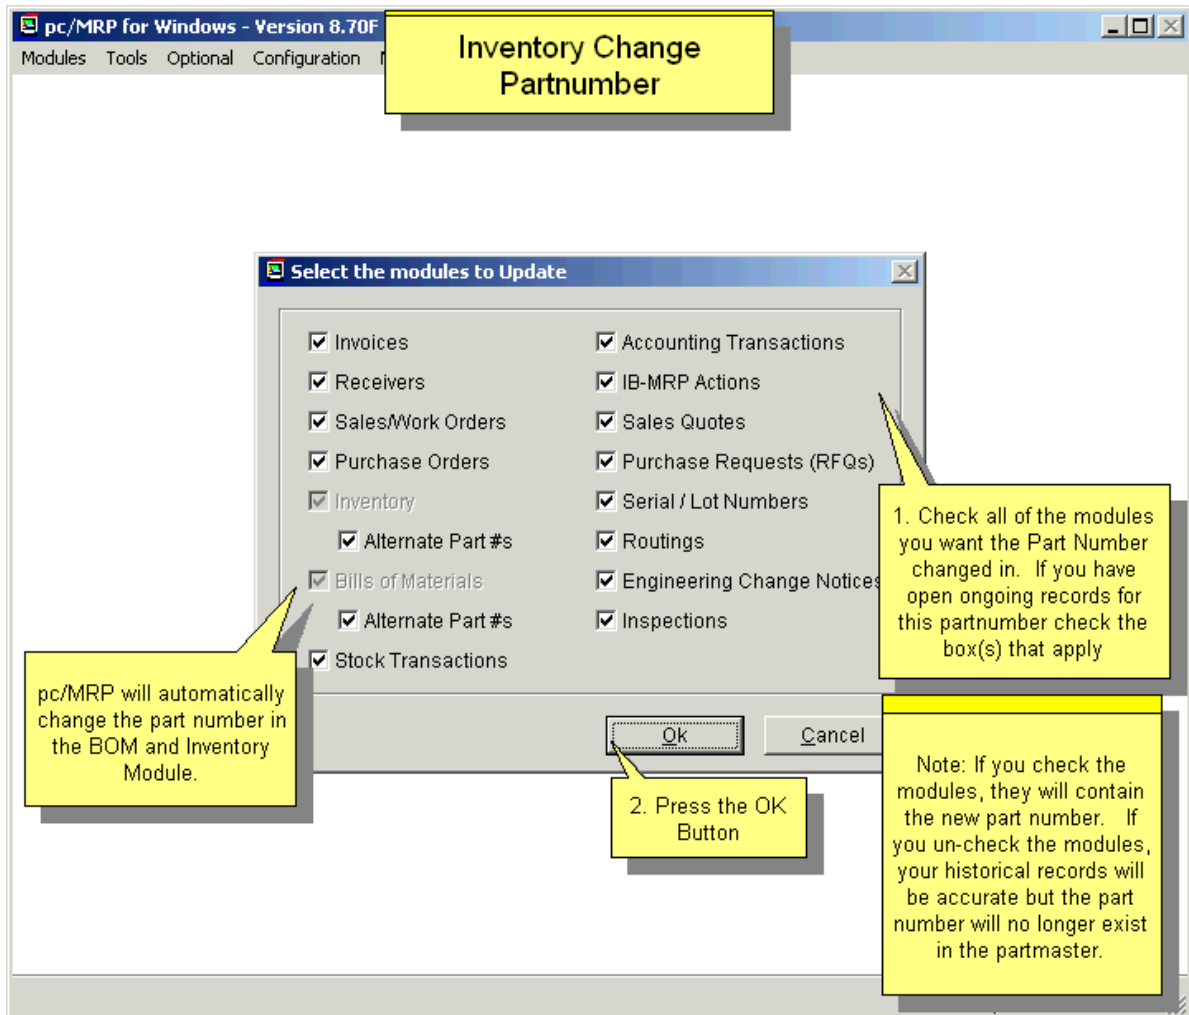 pc/MRP for Windows - Version 8.70F
Inventory Change
Partnumber
Modules Tools Optional Configuration
Select the modules to Update
Invoices
Receivers
Sales/Work Orders
Purchase Orders
Inventory
Alternate Part #s
Bills of Materials
Alternate Part #s
Stock Transactions
Accounting Transactions
IB-MRP Actions
Sales Quotes
Purchase Requests (RFQs)
Serial / Lot Numbers
Routings
Engineering Change Notices
Inspections
Ok
Cancel
1. Check all of the modules
you want the Part Number
changed in. If you have
open ongoing records for
this partnumber check the
box(s) that apply
pc/MRP will automatically
change the part number in
the BOM and Inventory
Module.
2. Press the OK
Button
Note: If you check the
modules, they will contain
the new part number. If
you un-check the modules,
your historical records will
be accurate but the part
number will no longer exist
in the partmaster.